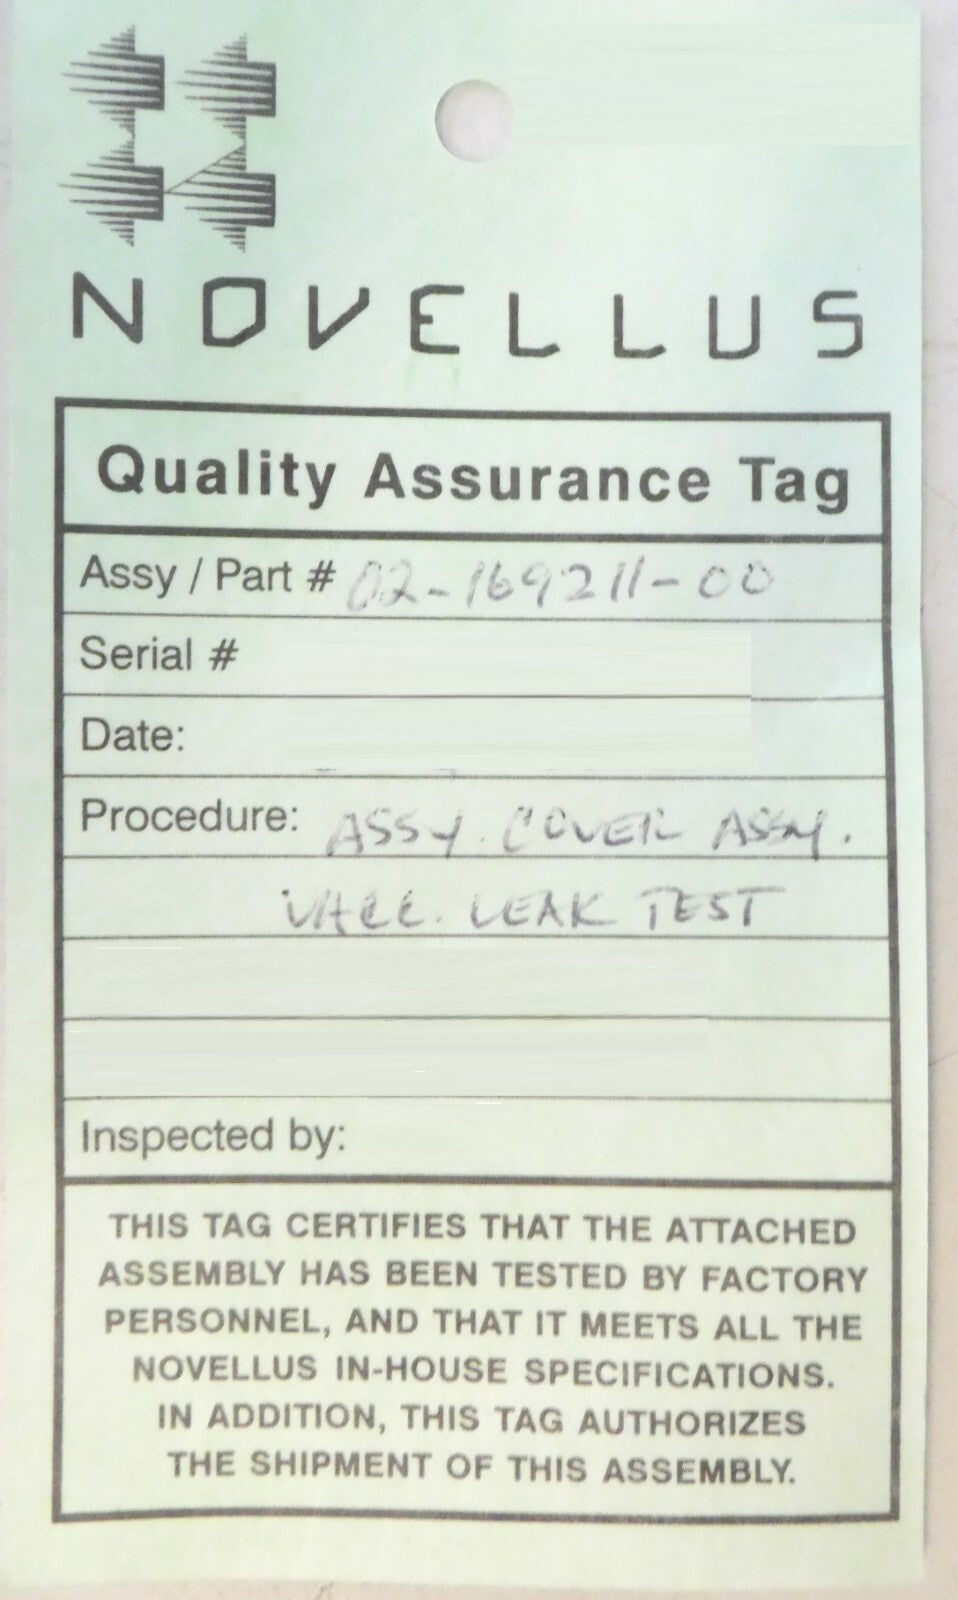 NOVELLUS
Quality Assurance Tag
Assy / Part # 02-169211-00
Serial #
Date:
Procedure: ASSY. COVER ASSY.
VACC. LEAK TEST
Inspected by:
THIS TAG CERTIFIES THAT THE ATTACHED
ASSEMBLY HAS BEEN TESTED BY FACTORY
PERSONNEL, AND THAT IT MEETS ALL THE
NOVELLUS IN-HOUSE SPECIFICATIONS.
IN ADDITION, THIS TAG AUTHORIZES
THE SHIPMENT OF THIS ASSEMBLY.